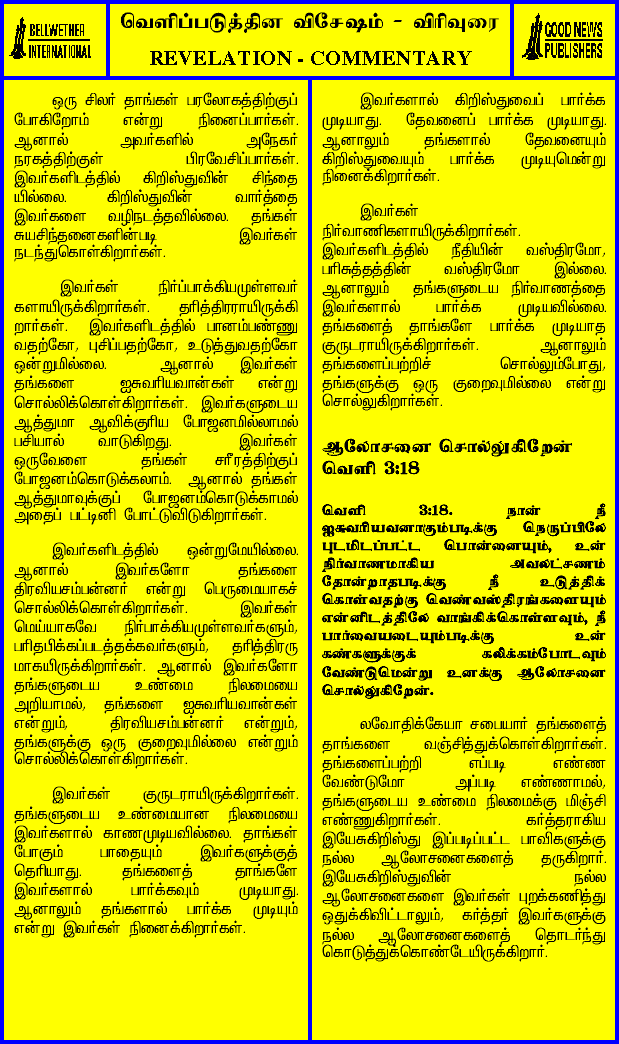 BELLWETHER
INTERNATIONAL
வெளிப்படுத்தின விசேஷம் - விரிவுரை
REVELATION - COMMENTARY
GOOD NEWS
PUBLISHERS
ஒரு சிலர் தாங்கள் பரலோகத்திற்குப்
போகிறோம் என்று நினைப்பார்கள்.
ஆனால் அவர்களில் அநேகர்
நரகத்திற்குள் பிரவேசிப்பார்கள்.
இவர்களிடத்தில் கிறிஸ்துவின் சிந்தை
யில்லை. கிறிஸ்துவின் வார்த்தை
இவர்களை வழிநடத்தவில்லை. தங்கள்
சுயசிந்தனைகளின்படி இவர்கள்
நடந்துகொள்கிறார்கள்.
இவர்கள் நிர்ப்பாக்கியமுள்ளவர்
களாயிருக்கிறார்கள். தரித்திரராயிருக்கி
றார்கள். இவர்களிடத்தில் பானம்பண்ணு
வதற்கோ, புசிப்பதற்கோ, உடுத்துவதற்கோ
ஒன்றுமில்லை. ஆனால் இவர்கள்
தங்களை ஐசுவரியவான்கள் என்று
சொல்லிக்கொள்கிறார்கள். இவர்களுடைய
ஆத்துமா ஆவிக்குரிய போஜனமில்லாமல்
பசியால் வாடுகிறது. இவர்கள்
ஒருவேளை தங்கள் சரீரத்திற்குப்
போஜனம்கொடுக்கலாம். ஆனால் தங்கள்
ஆத்துமாவுக்குப் போஜனம்கொடுக்காமல்
அதைப் பட்டினி போட்டுவிடுகிறார்கள்.
இவர்களிடத்தில் ஒன்றுமேயில்லை.
ஆனால் இவர்களோ தங்களை
திரவியசம்பன்னர் என்று பெருமையாகச்
சொல்லிக்கொள்கிறார்கள். இவர்கள்
மெய்யாகவே நிர்பாக்கியமுள்ளவர்களும்,
பரிதபிக்கப்படத்தக்கவர்களும், தரித்திரரு
மாகயிருக்கிறார்கள். ஆனால் இவர்களோ
தங்களுடைய உண்மை நிலமையை
அறியாமல், தங்களை ஐசுவரியவான்கள்
என்றும், திரவியசம்பன்னர் என்றும்,
தங்களுக்கு ஒரு குறைவுமில்லை என்றும்
சொல்லிக்கொள்கிறார்கள்.
இவர்கள் குருடராயிருக்கிறார்கள்.
தங்களுடைய உண்மையான நிலமையை
இவர்களால் காணமுடியவில்லை. தாங்கள்
போகும் பாதையும் இவர்களுக்குத்
தெரியாது. தங்களைத் தாங்களே
இவர்களால் பார்க்கவும் முடியாது.
ஆனாலும் தங்களால் பார்க்க முடியும்
என்று இவர்கள் நினைக்கிறார்கள்.
இவர்களால் கிறிஸ்துவைப் பார்க்க
முடியாது. தேவனைப் பார்க்க முடியாது.
ஆனாலும் தங்களால் தேவனையும்
கிறிஸ்துவையும் பார்க்க முடியுமென்று
நினைக்கிறார்கள்.
இவர்கள்
நிர்வாணிகளாயிருக்கிறார்கள்.
இவர்களிடத்தில் நீதியின் வஸ்திரமோ,
பரிசுத்தத்தின் வஸ்திரமோ இல்லை.
ஆனாலும் தங்களுடைய நிர்வாணத்தை
இவர்களால் பார்க்க முடியவில்லை.
தங்களைத் தாங்களே பார்க்க முடியாத
குருடராயிருக்கிறார்கள். ஆனாலும்
தங்களைப்பற்றிச் சொல்லும்போது,
தங்களுக்கு ஒரு குறைவுமில்லை என்று
சொல்லுகிறார்கள்.
ஆலோசனை சொல்லுகிறேன்
வெளி 3:18
வெளி 3:18. நான் நீ
ஐசுவரியவனாகும்படிக்கு நெருப்பிலே
புடமிடப்பட்ட பொன்னையும், உன்
நிர்வாணமாகிய அவலட்சணம்
தோன்றாதபடிக்கு நீ உடுத்திக்
கொள்வதற்கு வெண்வஸ்திரங்களையும்
என்னிடத்திலே வாங்கிக்கொள்ளவும், நீ
பார்வையடையும்படிக்கு உன்
கண்களுக்குக் கலிக்கம்போடவும்
வேண்டுமென்று உனக்கு ஆலோசனை
சொல்லுகிறேன்.
லவோதிக்கேயா சபையார் தங்களைத்
தாங்களை வஞ்சித்துக்கொள்கிறார்கள்.
தங்களைப்பற்றி எப்படி எண்ண
வேண்டுமோ அப்படி எண்ணாமல்,
தங்களுடைய உண்மை நிலமைக்கு மிஞ்சி
எண்ணுகிறார்கள். கர்த்தராகிய
இயேசுகிறிஸ்து இப்படிப்பட்ட பாவிகளுக்கு
நல்ல ஆலோசனைகளைத் தருகிறார்.
இயேசுகிறிஸ்துவின் நல்ல
ஆலோசனைகளை இவர்கள் புறக்கணித்து
ஒதுக்கிவிட்டாலும், கர்த்தர் இவர்களுக்கு
நல்ல ஆலோசனைகளைத் தொடர்ந்து
கொடுத்துக்கொண்டேயிருக்கிறார்.